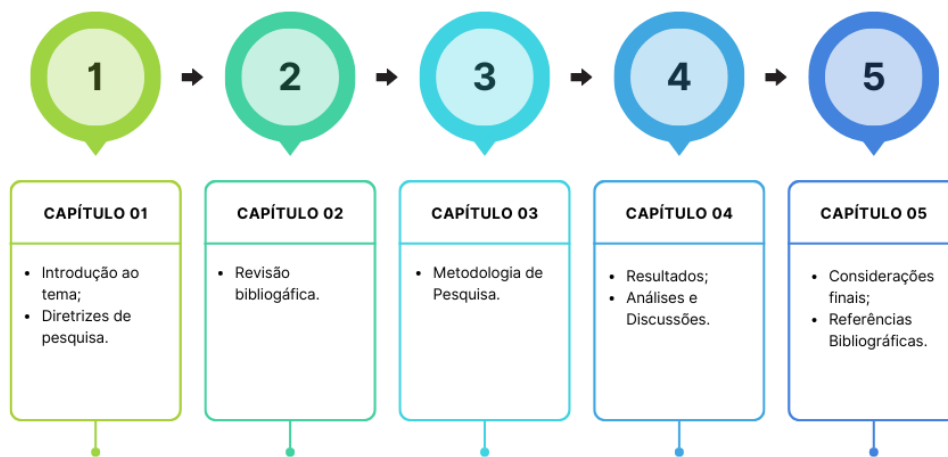 1
2
3
4
5
CAPÍTULO 01
• Introdução ao
tema;
• Diretrizes de
pesquisa.
CAPÍTULO 02
• Revisão
bibliogáfica.
CAPÍTULO 03
• Metodologia de
Pesquisa.
CAPÍTULO 04
• Resultados;
• Análises e
Discussões.
CAPÍTULO 05
• Considerações
finais;
• Referências
Bibliográficas.